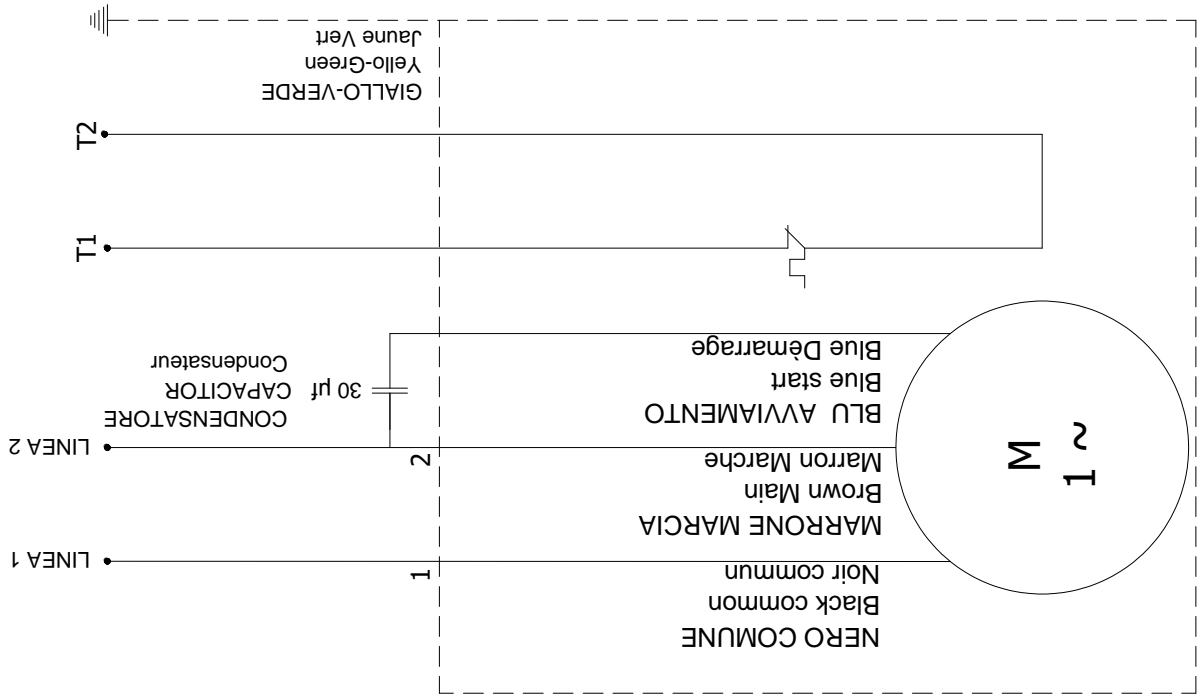 NERO COMUNE
Black common
Noir commun
1
LINEA 1
MARRONE MARCIA
Brown Main
Marron Marche
M
1 ~
2
LINEA 2
BLU AVVIAMENTO
Blue start
Blue Dèmarrage
30 µf
CONDENSATORE
CAPACITOR
Condensateur
T1
T2
GIALLO-VERDE
Yello-Green
Jaune Vert